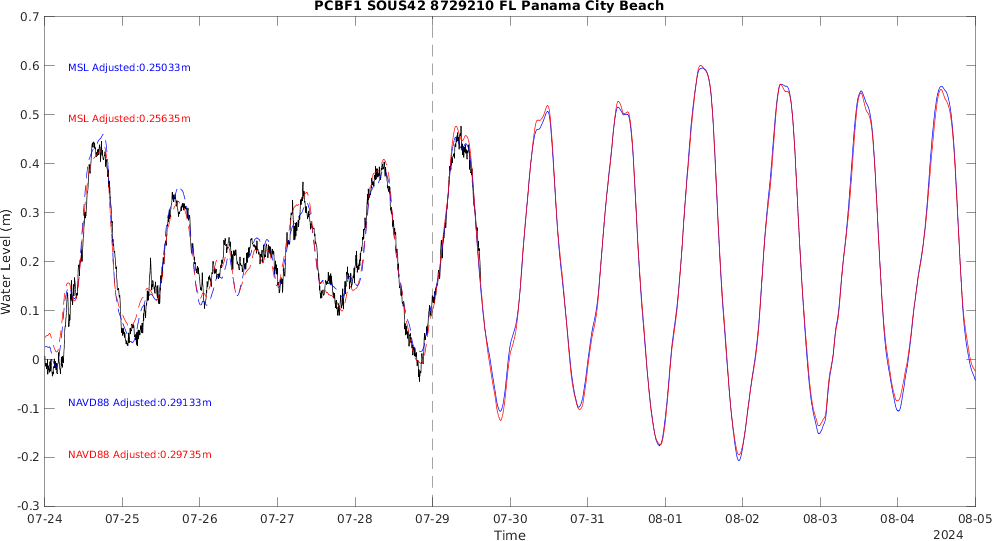 PCBF1 SOUS42 8729210 FL Panama City Beach
0.7
0.6
0.5
0.4
0.3
0.2
0.1
0
-0.1
-0.2
-0.3
Water Level (m)
MSL Adjusted:0.25033m
MSL Adjusted:0.25635m
NAVD88 Adjusted:0.29133m
NAVD88 Adjusted:0.29735m
07-24 07-25 07-26 07-27 07-28 07-29 07-30 07-31 08-01 08-02 08-03 08-04 08-05
Time
2024